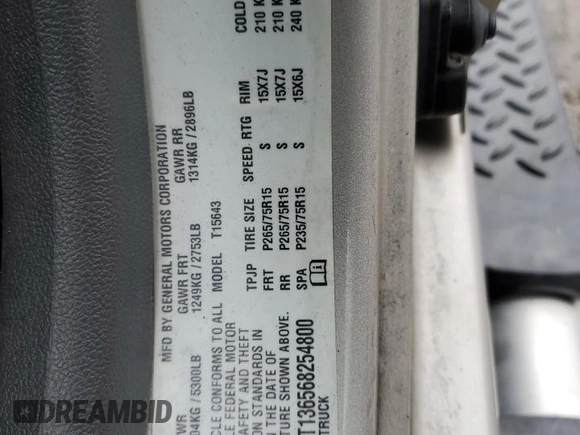 MFD BY GENERAL MOTORS CORPORATION
GAWR FRT GAWR RR
1249KG / 2753LB 1314KG / 2896LB
04KG / 5300LB
CLE CONFORMS TO ALL MODEL T15643
LE FEDERAL MOTOR
SAFETY AND THEFT
ON STANDARDS IN
N THE DATE OF
TURE SHOWN ABOVE.
TPJP TIRE SIZE SPEED RTG RIM COLD
FRT P265/75R15 S 15X7J 210 K
RR P265/75R15 S 15X7J 210 K
SPA P235/75R15 S 15X6J 240 K
T136568254800
TRUCK
DREAMBID